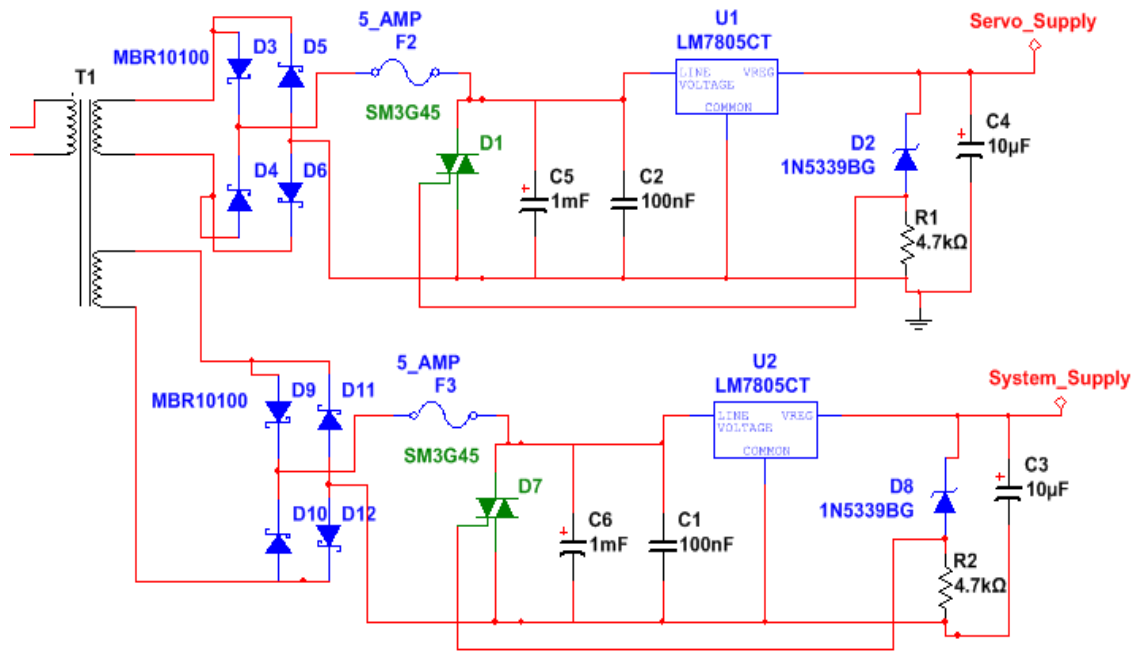 T1
MBR10100
D3
D5
D4
D6
5_AMP
F2
SM3G45
D1
C5
1mF
C2
100nF
U1
LM7805CT
LINE VREG
VOLTAGE
COMMON
D2
1N5339BG
R1
4.7kΩ
C4
10µF
Servo_Supply
MBR10100
D9
D11
D10
D12
5_AMP
F3
SM3G45
D7
C6
1mF
C1
100nF
U2
LM7805CT
LINE VREG
VOLTAGE
COMMON
D8
1N5339BG
R2
4.7kΩ
C3
10µF
System_Supply